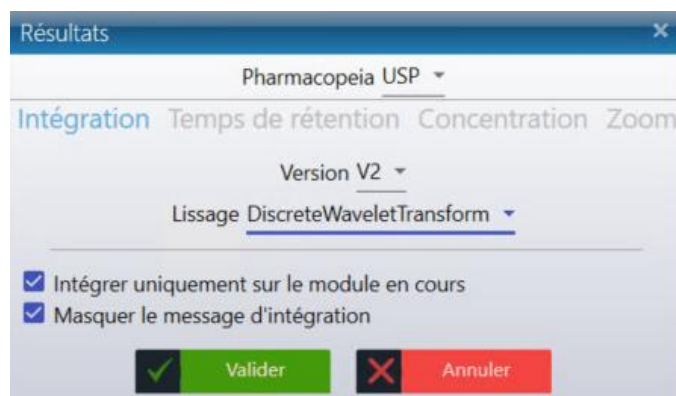 Résultats
Pharmacopeia USP
Intégration Temps de rétention Concentration Zoom
Version V2
Lissage DiscreteWaveletTransform
Intégrer uniquement sur le module en cours
Masquer le message d'intégration
Valider Annuler